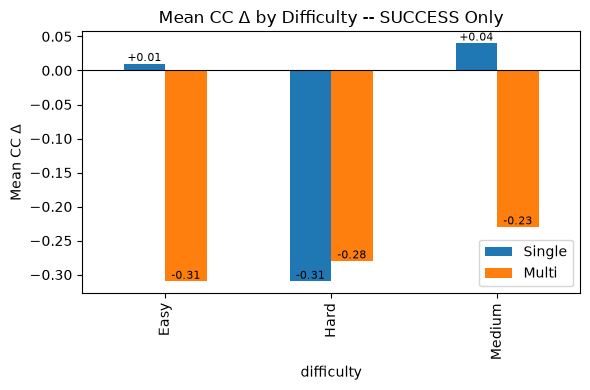 Mean CC Δ by Difficulty -- SUCCESS Only
Mean CC Δ
0.05
0.00
−0.05
−0.10
−0.15
−0.20
−0.25
−0.30
+0.01
-0.31
-0.31
-0.28
+0.04
-0.23
Single
Multi
Easy
Hard
Medium
difficulty